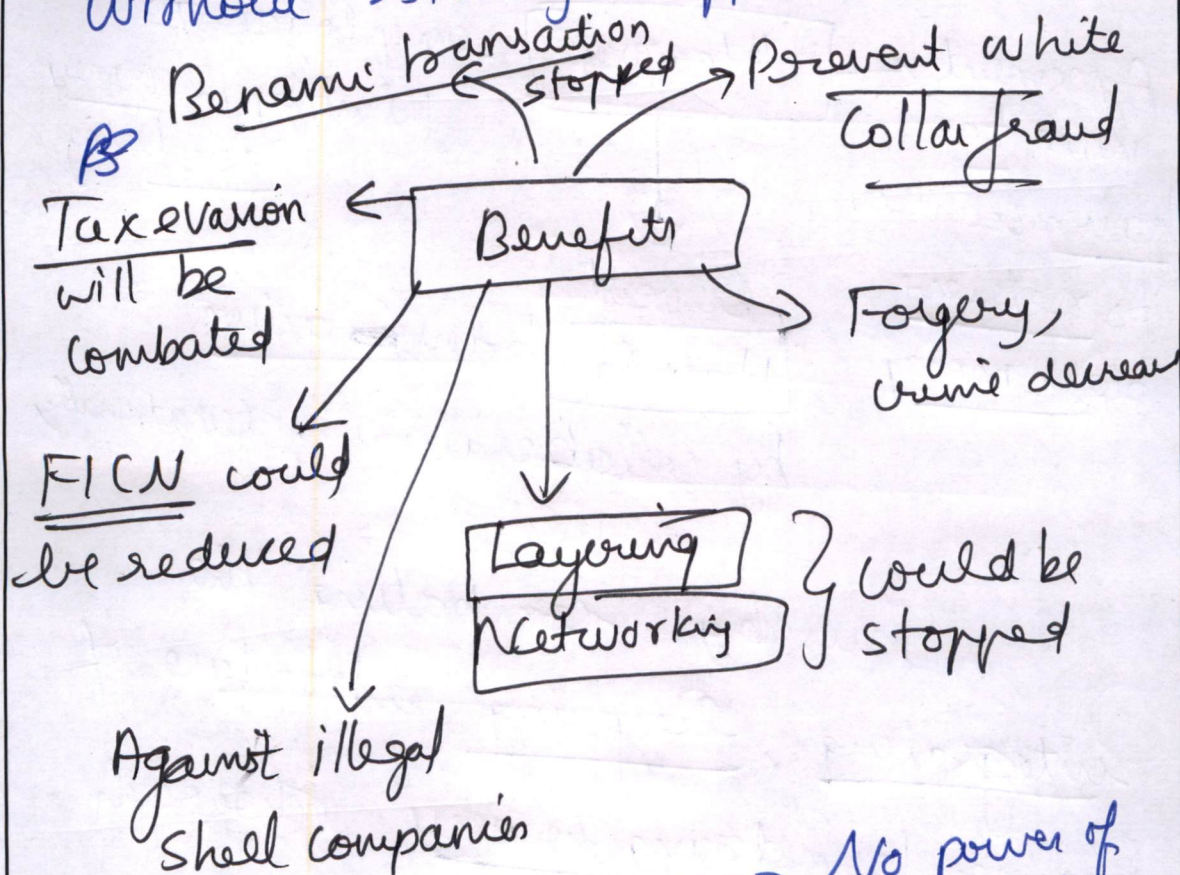 Benami transaction
stopped
Prevent white
Collar fraud
Tax evasion
will be
combated
Benefits
Forgery,
crime decrease
FICN could
be reduced
Layering
Networking
could be
stopped
Against illegal
shell companies
No power of